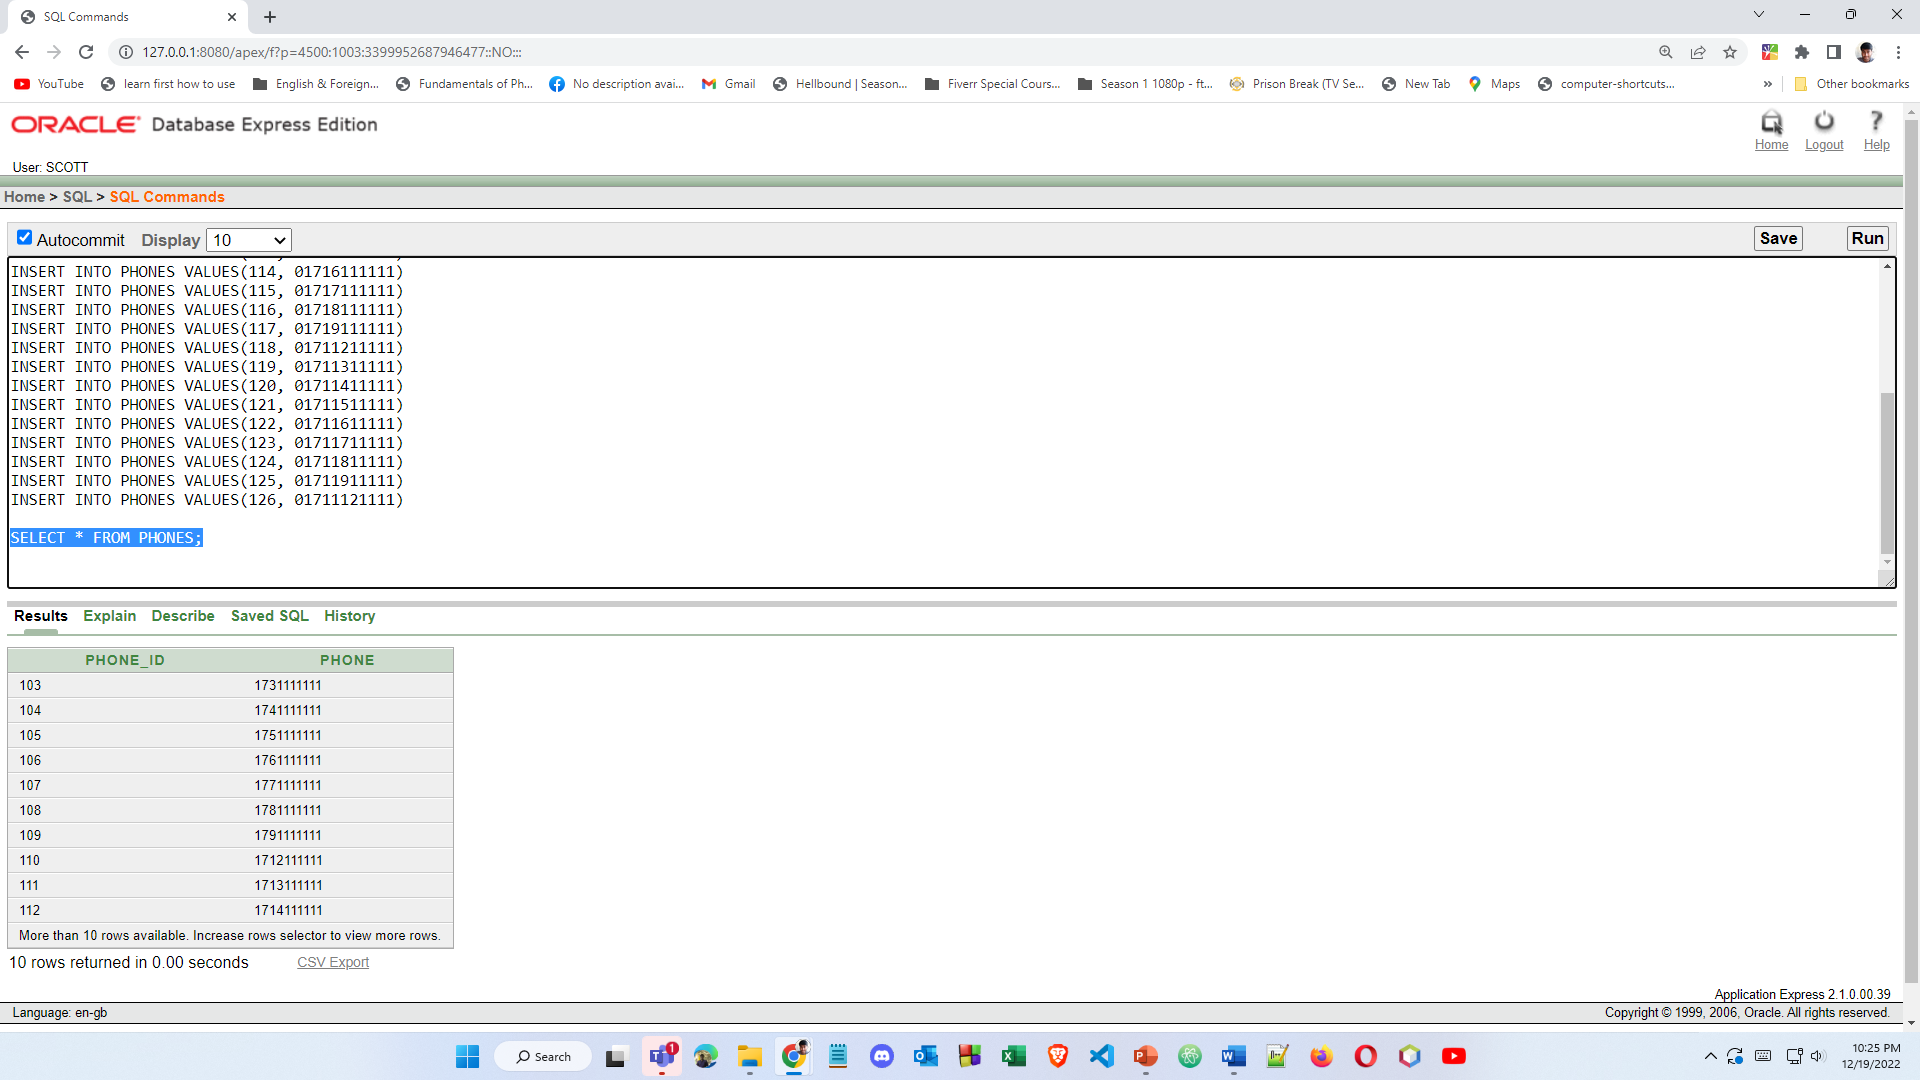 SQL Commands
127.0.0.1:8080/apex/f?p=4500:1003:3399952687946477::NO:::
YouTube learn first how to use English & Foreign... Fundamentals of Ph... No description avai... Gmail Hellbound | Season... Fiverr Special Cours... Season 1 1080p - ft... Prison Break (TV Se... New Tab Maps computer-shortcuts... » Other bookmarks
ORACLE Database Express Edition
Home Logout Help
User: SCOTT
Home > SQL > SQL Commands
Autocommit Display 10 Save Run
INSERT INTO PHONES VALUES(114, 01716111111)
INSERT INTO PHONES VALUES(115, 01717111111)
INSERT INTO PHONES VALUES(116, 01718111111)
INSERT INTO PHONES VALUES(117, 01719111111)
INSERT INTO PHONES VALUES(118, 01711211111)
INSERT INTO PHONES VALUES(119, 01711311111)
INSERT INTO PHONES VALUES(120, 01711411111)
INSERT INTO PHONES VALUES(121, 01711511111)
INSERT INTO PHONES VALUES(122, 01711611111)
INSERT INTO PHONES VALUES(123, 01711711111)
INSERT INTO PHONES VALUES(124, 01711811111)
INSERT INTO PHONES VALUES(125, 01711911111)
INSERT INTO PHONES VALUES(126, 01711121111)
SELECT * FROM PHONES;
Results Explain Describe Saved SQL History
PHONE_ID PHONE
103 1731111111
104 1741111111
105 1751111111
106 1761111111
107 1771111111
108 1781111111
109 1791111111
110 1712111111
111 1713111111
112 1714111111
More than 10 rows available. Increase rows selector to view more rows.
10 rows returned in 0.00 seconds CSV Export
Application Express 2.1.0.00.39
Language: en-gb Copyright © 1999, 2006, Oracle. All rights reserved.
Search
10:25 PM
12/19/2022